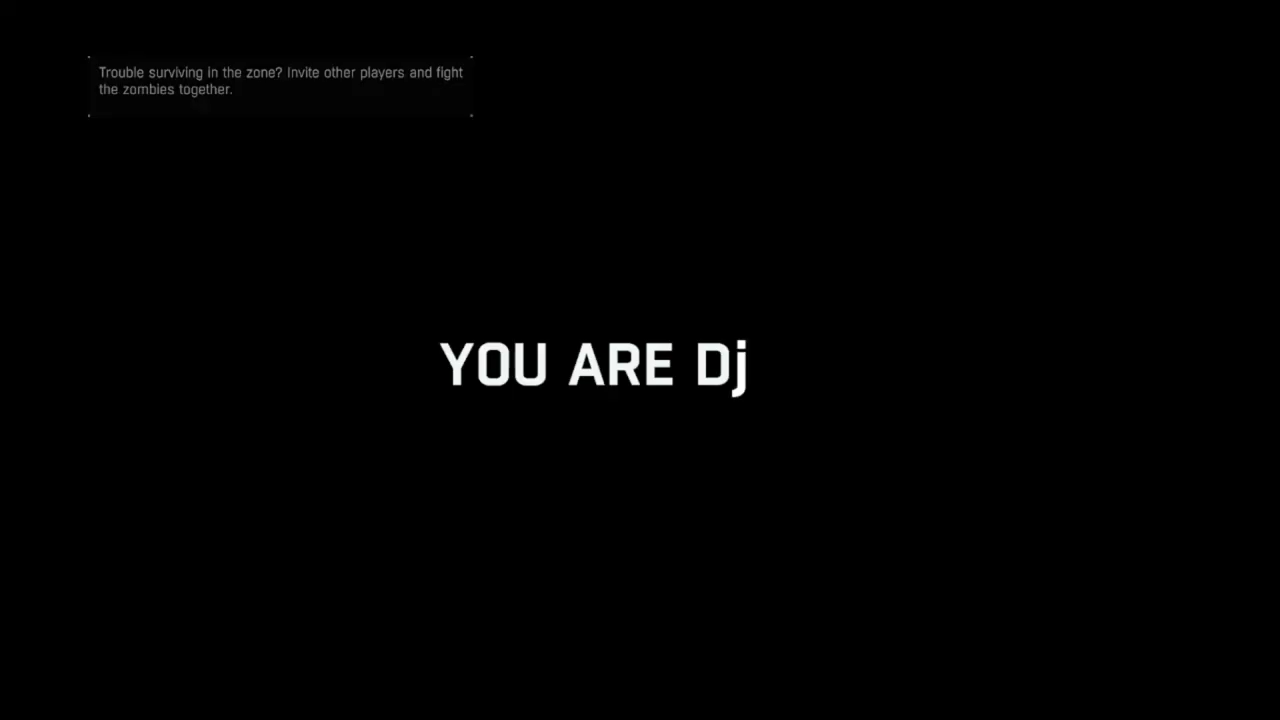 Trouble surviving in the zone? Invite other players and fight
the zombies together.
YOU ARE Dj